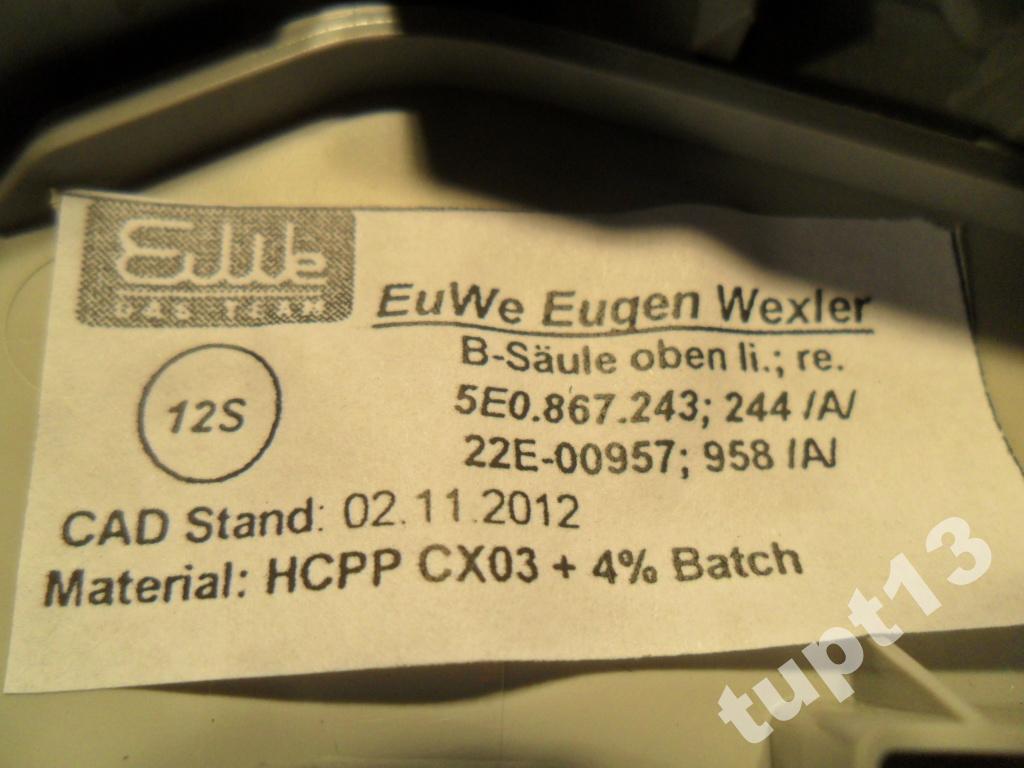 EuWe
DAS TEAM
EuWe Eugen Wexler
B-Säule oben li.; re.
12S
5E0.867.243; 244 /A/
22E-00957; 958 /A/
CAD Stand: 02.11.2012
Material: HCPP CX03 + 4% Batch
tupt13